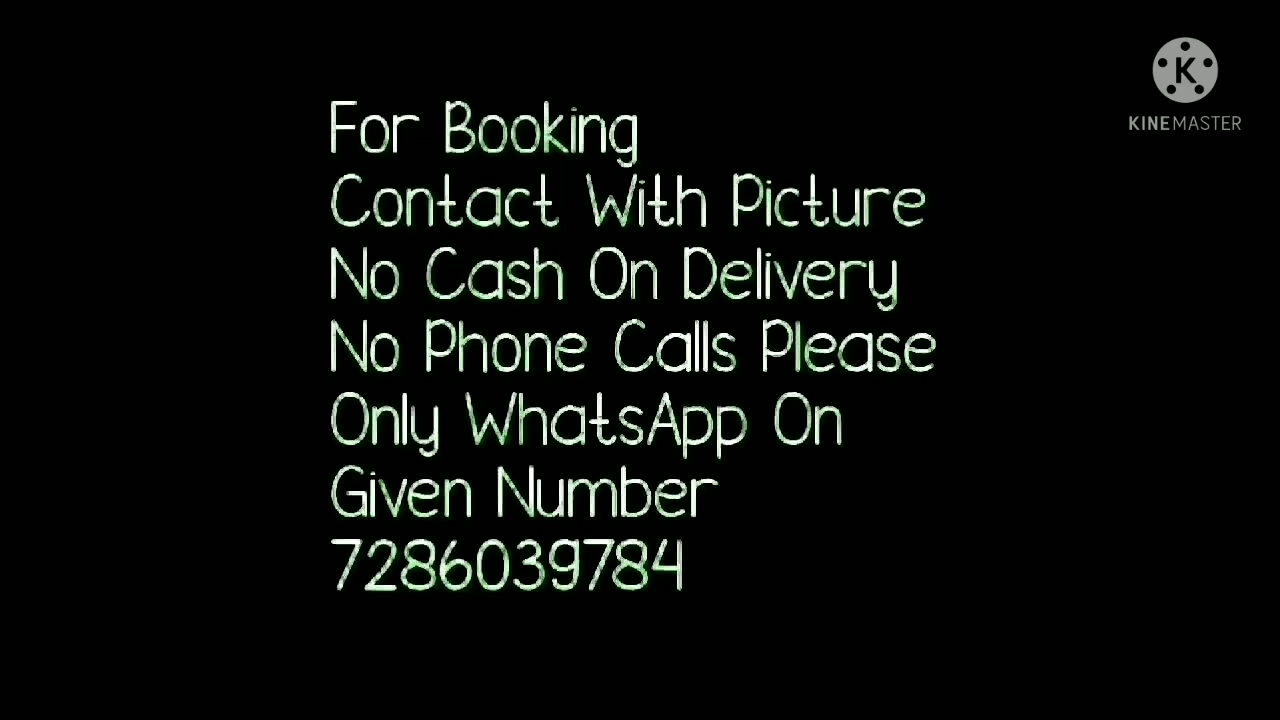 For Booking
Contact With Picture
No Cash On Delivery
No Phone Calls Please
Only WhatsApp On
Given Number
7286039784
K
KINEMASTER